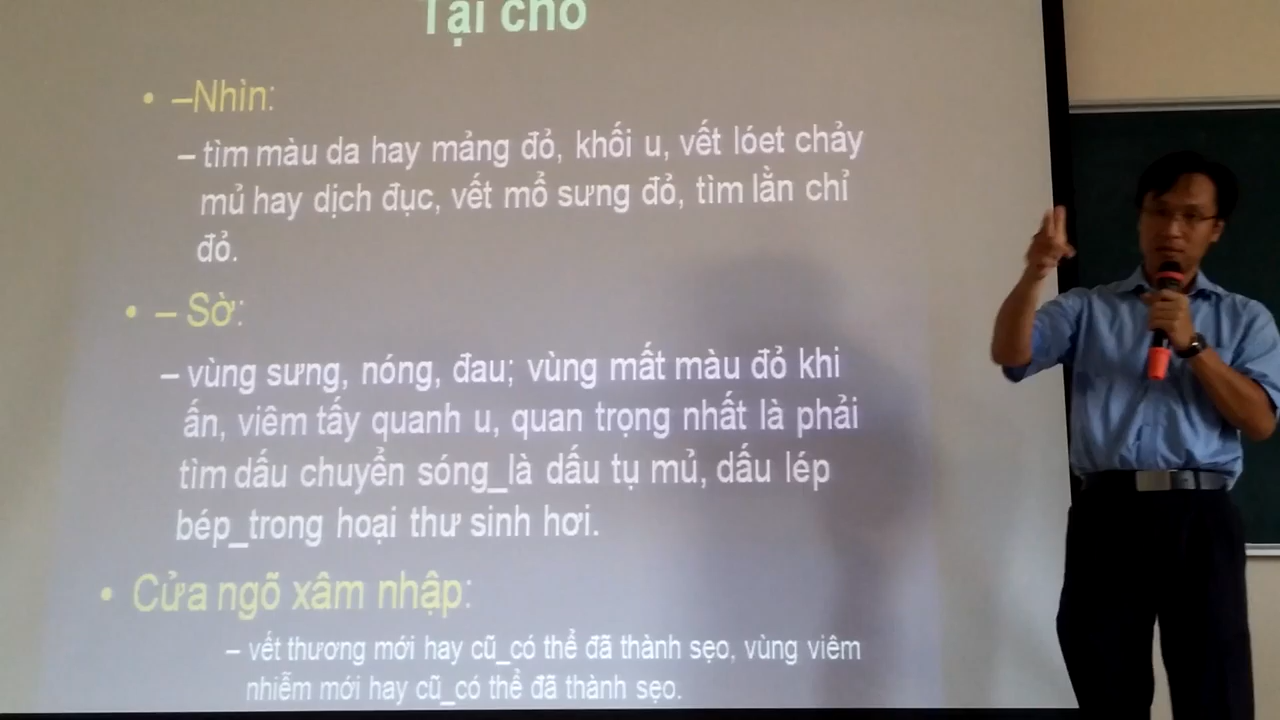 Tại chỗ
• –Nhìn:
– tìm màu da hay mảng đỏ, khối u, vết lóet chảy
mủ hay dịch đục, vết mổ sưng đỏ, tìm lằn chỉ
đỏ.
• – Sờ:
– vùng sưng, nóng, đau; vùng mất màu đỏ khi
ấn, viêm tấy quanh u, quan trọng nhất là phải
tìm dấu chuyển sóng_là dấu tụ mủ, dấu lép
bép_trong hoại thư sinh hơi.
• Cửa ngõ xâm nhập:
– vết thương mới hay cũ_có thể đã thành sẹo, vùng viêm
nhiễm mới hay cũ_có thể đã thành sẹo.